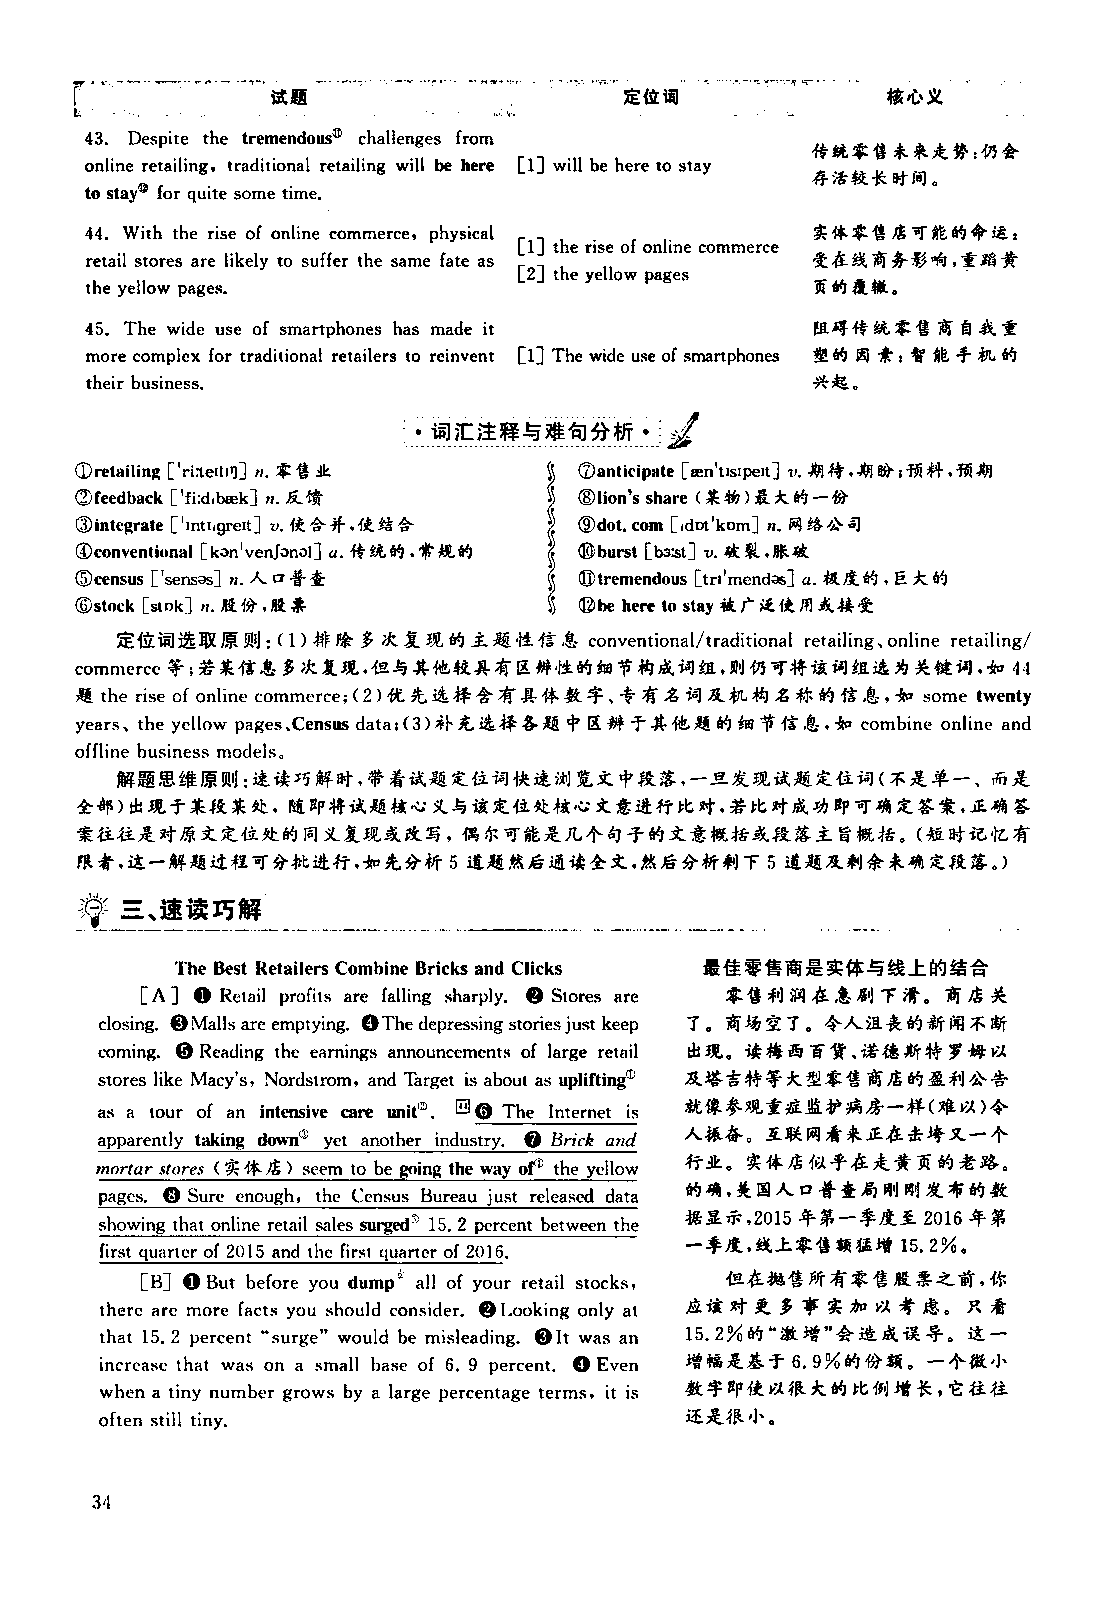 试题 定位词 核心义
43. Despite the tremendous⑪ challenges from
online retailing, traditional retailing will be here
to stay⑫ for quite some time.
[1] will be here to stay
传统零售未来走势:仍会
存活较长时间。
44. With the rise of online commerce, physical
retail stores are likely to suffer the same fate as
the yellow pages.
[1] the rise of online commerce
[2] the yellow pages
实体零售店可能的命运:
受在线商务影响,重蹈黄
页的覆辙。
45. The wide use of smartphones has made it
more complex for traditional retailers to reinvent
their business.
[1] The wide use of smartphones
阻碍传统零售商自我重
塑的因素:智能手机的
兴起。
·词汇注释与难句分析·
①retailing [ˈriːteɪlɪŋ] n. 零售业
②feedback [ˈfiːdˌbæk] n. 反馈
③integrate [ˈɪntɪˌgreɪt] v. 使合并,使结合
④conventional [kənˈvenʃənəl] a. 传统的,常规的
⑤census [ˈsensəs] n. 人口普查
⑥stock [stɒk] n. 股份,股票
⑦anticipate [ænˈtɪsɪpeɪt] v. 期待,期盼;预料,预期
⑧lion's share (某物)最大的一份
⑨dot. com [ˌdɒtˈkɒm] n. 网络公司
⑩burst [bɜːst] v. 破裂,胀破
⑪tremendous [trɪˈmendəs] a. 极度的,巨大的
⑫be here to stay 被广泛使用或接受
定位词选取原则:(1)排除多次复现的主题性信息 conventional/traditional retailing、online retailing/
commerce 等;若某信息多次复现,但与其他较具有区辨性的细节构成词组,则仍可将该词组选为关键词,如 44
题 the rise of online commerce;(2)优先选择含有具体数字、专有名词及机构名称的信息,如 some twenty
years、the yellow pages、Census data;(3)补充选择各题中区辨于其他题的细节信息,如 combine online and
offline business models。
解题思维原则:速读巧解时,带着试题定位词快速浏览文中段落,一旦发现试题定位词(不是单一、而是
全部)出现于某段某处,随即将试题核心义与该定位处核心文意进行比对,若比对成功即可确定答案,正确答
案往往是对原文定位处的同义复现或改写,偶尔可能是几个句子的文意概括或段落主旨概括。(短时记忆有
限者,这一解题过程可分批进行,如先分析 5 道题然后通读全文,然后分析剩下 5 道题及剩余未确定段落。)
三、速读巧解
The Best Retailers Combine Bricks and Clicks
[A] ❶ Retail profits are falling sharply. ❷ Stores are
closing. ❸Malls are emptying. ❹The depressing stories just keep
coming. ❺ Reading the earnings announcements of large retail
stores like Macy's, Nordstrom, and Target is about as uplifting①
as a tour of an intensive care unit②. 44 ❻ The Internet is
apparently taking down③ yet another industry. ❼ Brick and
mortar stores (实体店) seem to be going the way of④ the yellow
pages. ❽ Sure enough, the Census Bureau just released data
showing that online retail sales surged⑤ 15.2 percent between the
first quarter of 2015 and the first quarter of 2016.
[B] ❶But before you dump⑥ all of your retail stocks,
there are more facts you should consider. ❷Looking only at
that 15.2 percent “surge” would be misleading. ❸It was an
increase that was on a small base of 6.9 percent. ❹ Even
when a tiny number grows by a large percentage terms, it is
often still tiny.
最佳零售商是实体与线上的结合
零售利润在急剧下滑。商店关
了。商场空了。令人沮丧的新闻不断
出现。读梅西百货、诺德斯特罗姆以
及塔吉特等大型零售商店的盈利公告
就像参观重症监护病房一样(难以)令
人振奋。互联网看来正在击垮又一个
行业。实体店似乎在走黄页的老路。
的确,美国人口普查局刚刚发布的数
据显示,2015 年第一季度至 2016 年第
一季度,线上零售额猛增 15.2%。
但在抛售所有零售股票之前,你
应该对更多事实加以考虑。只看
15.2%的“激增”会造成误导。这一
增幅是基于 6.9%的份额。一个微小
数字即使以很大的比例增长,它往往
还是很小。
34